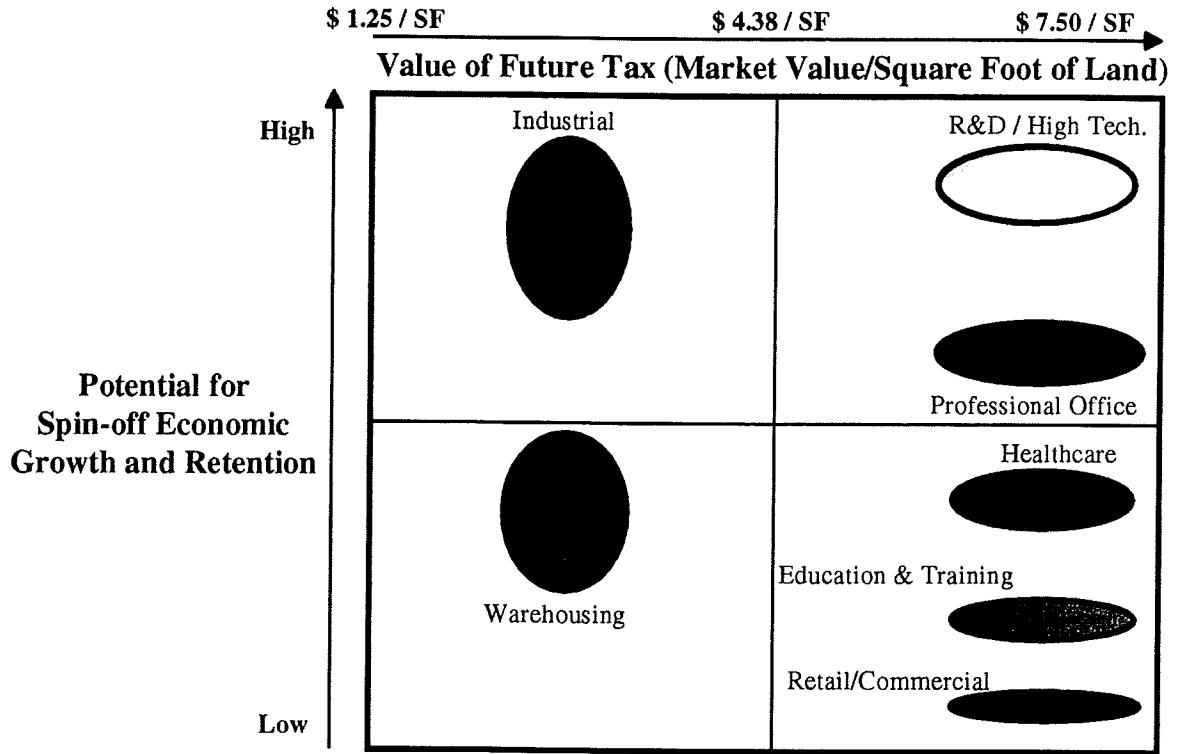 $ 1.25 / SF
$ 4.38 / SF
$ 7.50 / SF
Value of Future Tax (Market Value/Square Foot of Land)
High
Industrial
R&D / High Tech.
Professional Office
Potential for
Spin-off Economic
Growth and Retention
Healthcare
Education & Training
Warehousing
Retail/Commercial
Low